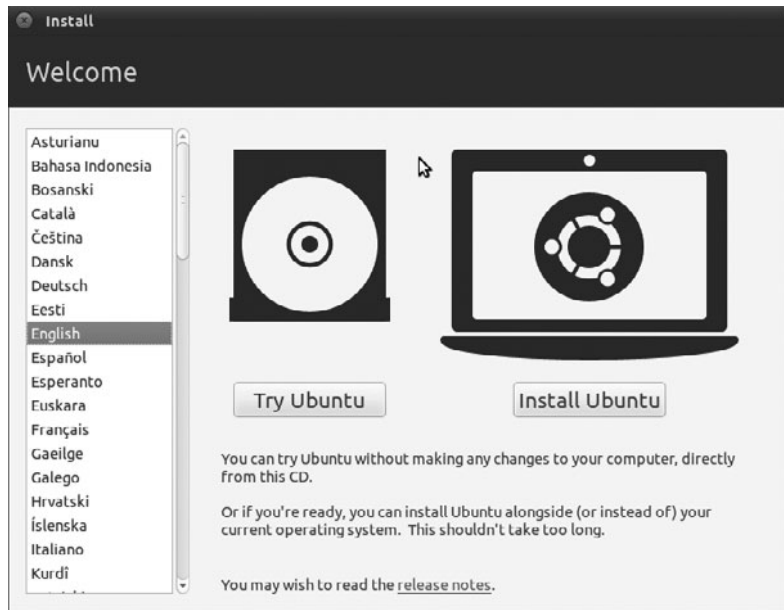 Install
Welcome
Asturianu
Bahasa Indonesia
Bosanski
Català
Čeština
Dansk
Deutsch
Eesti
English
Español
Esperanto
Euskara
Français
Gaeilge
Galego
Hrvatski
Íslenska
Italiano
Kurdî
Try Ubuntu
Install Ubuntu
You can try Ubuntu without making any changes to your computer, directly
from this CD.
Or if you're ready, you can install Ubuntu alongside (or instead of) your
current operating system. This shouldn't take too long.
You may wish to read the release notes.